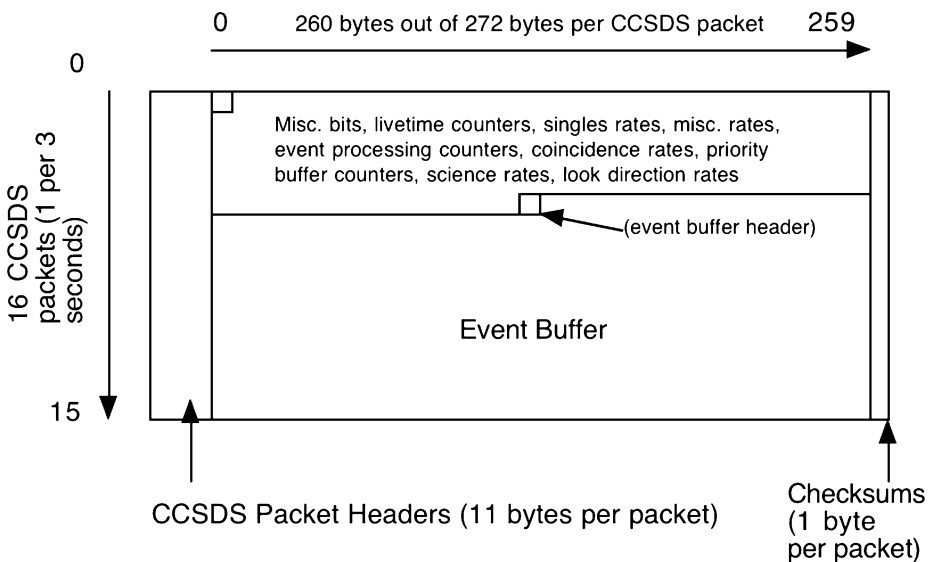 0 260 bytes out of 272 bytes per CCSDS packet 259
0
16 CCSDS
packets (1 per 3
seconds)
Misc. bits, livetime counters, singles rates, misc. rates,
event processing counters, coincidence rates, priority
buffer counters, science rates, look direction rates
(event buffer header)
Event Buffer
15
CCSDS Packet Headers (11 bytes per packet)
Checksums
(1 byte
per packet)